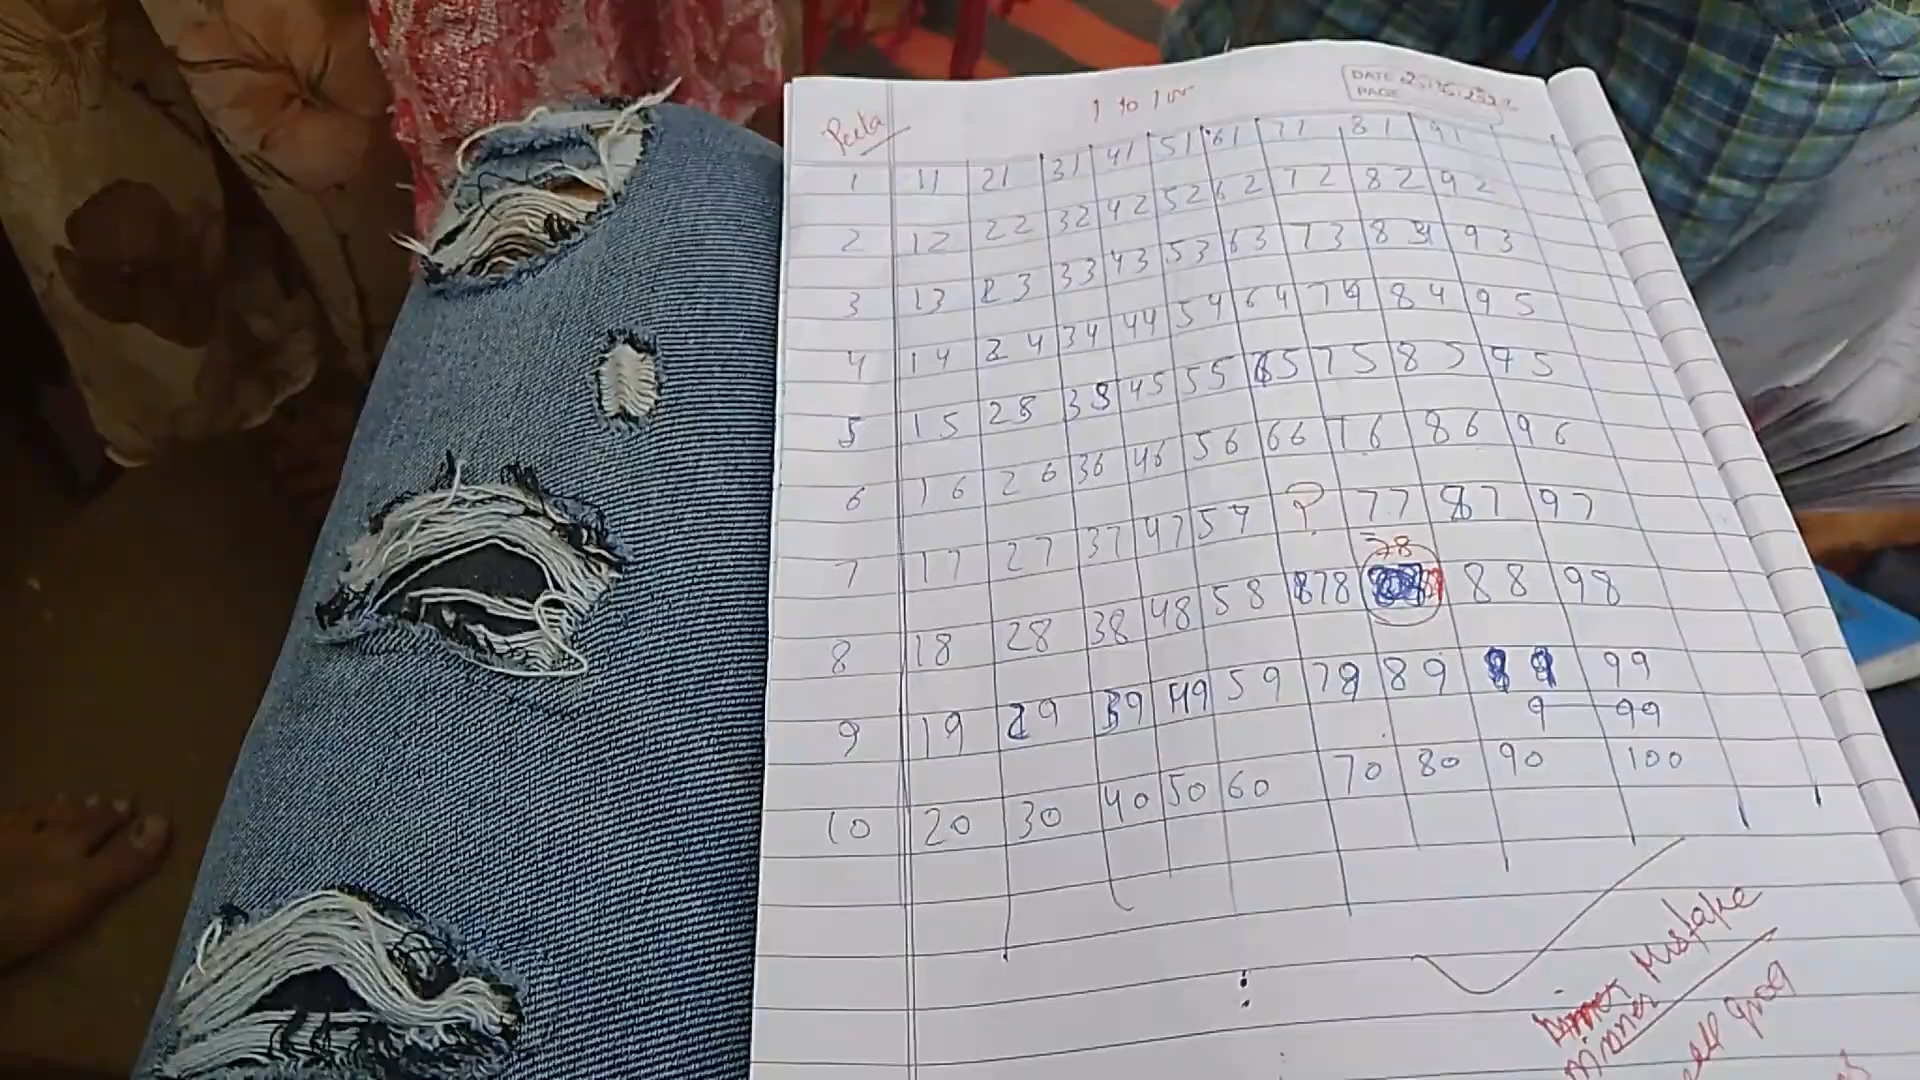 1 to 100
DATE
PAGE
1 11 21 31 41 51 61 71 81 91
2 12 22 32 42 52 62 72 82 92
3 13 23 33 43 53 63 73 83 93
4 14 24 34 44 54 64 74 84 95
5 15 28 38 45 55 65 75 85 95
6 16 26 36 46 56 66 76 86 96
7 17 27 37 47 57 ? 77 87 97
78
8 18 28 38 48 58 878 88 98
9 19 29 39 49 59 79 89 99
9 99
10 20 30 40 50 60 70 80 90 100
Mistake